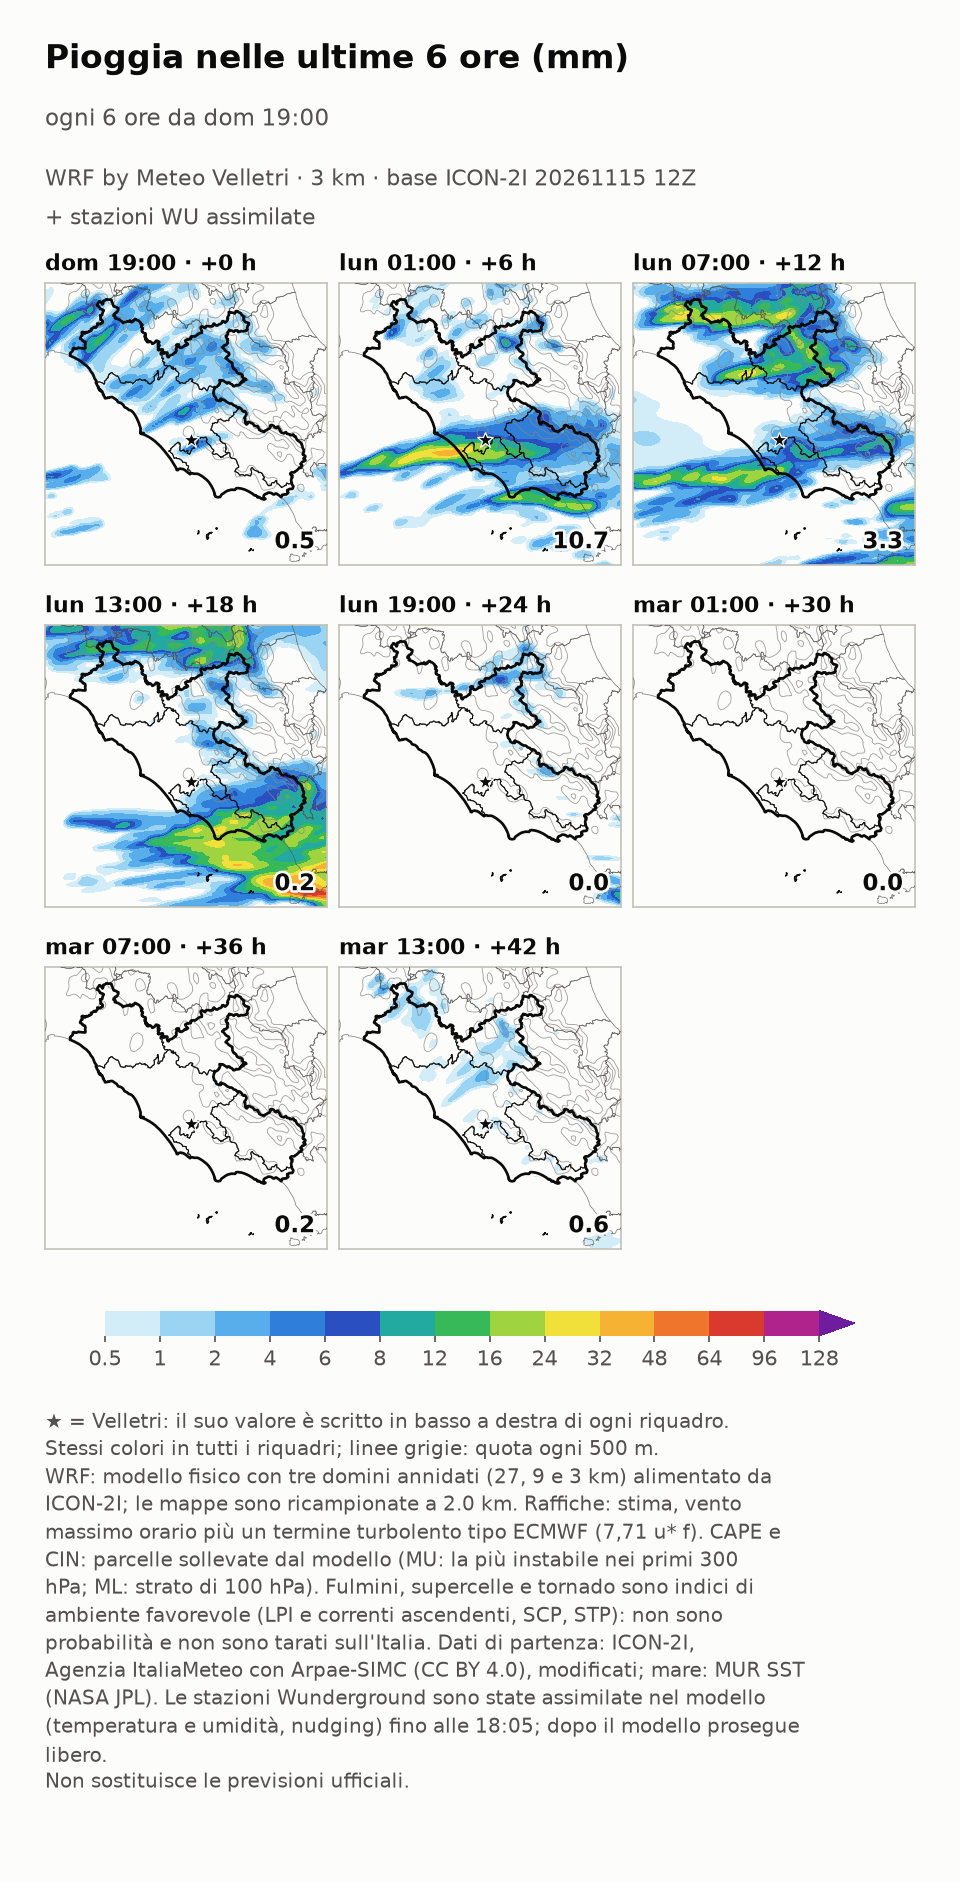 Pioggia nelle ultime 6 ore (mm)
ogni 6 ore da dom 19:00
WRF by Meteo Velletri · 3 km · base ICON-2I 20261115 12Z
+ stazioni WU assimilate
dom 19:00 · +0 h
lun 01:00 · +6 h
lun 07:00 · +12 h
0.5
10.7
3.3
lun 13:00 · +18 h
lun 19:00 · +24 h
mar 01:00 · +30 h
0.2
0.0
0.0
mar 07:00 · +36 h
mar 13:00 · +42 h
0.2
0.6
0.5 1 2 4 6 8 12 16 24 32 48 64 96 128
★ = Velletri: il suo valore è scritto in basso a destra di ogni riquadro.
Stessi colori in tutti i riquadri; linee grigie: quota ogni 500 m.
WRF: modello fisico con tre domini annidati (27, 9 e 3 km) alimentato da
ICON-2I; le mappe sono ricampionate a 2.0 km. Raffiche: stima, vento
massimo orario più un termine turbolento tipo ECMWF (7,71 u* f). CAPE e
CIN: parcelle sollevate dal modello (MU: la più instabile nei primi 300
hPa; ML: strato di 100 hPa). Fulmini, supercelle e tornado sono indici di
ambiente favorevole (LPI e correnti ascendenti, SCP, STP): non sono
probabilità e non sono tarati sull'Italia. Dati di partenza: ICON-2I,
Agenzia ItaliaMeteo con Arpae-SIMC (CC BY 4.0), modificati; mare: MUR SST
(NASA JPL). Le stazioni Wunderground sono state assimilate nel modello
(temperatura e umidità, nudging) fino alle 18:05; dopo il modello prosegue
libero.
Non sostituisce le previsioni ufficiali.